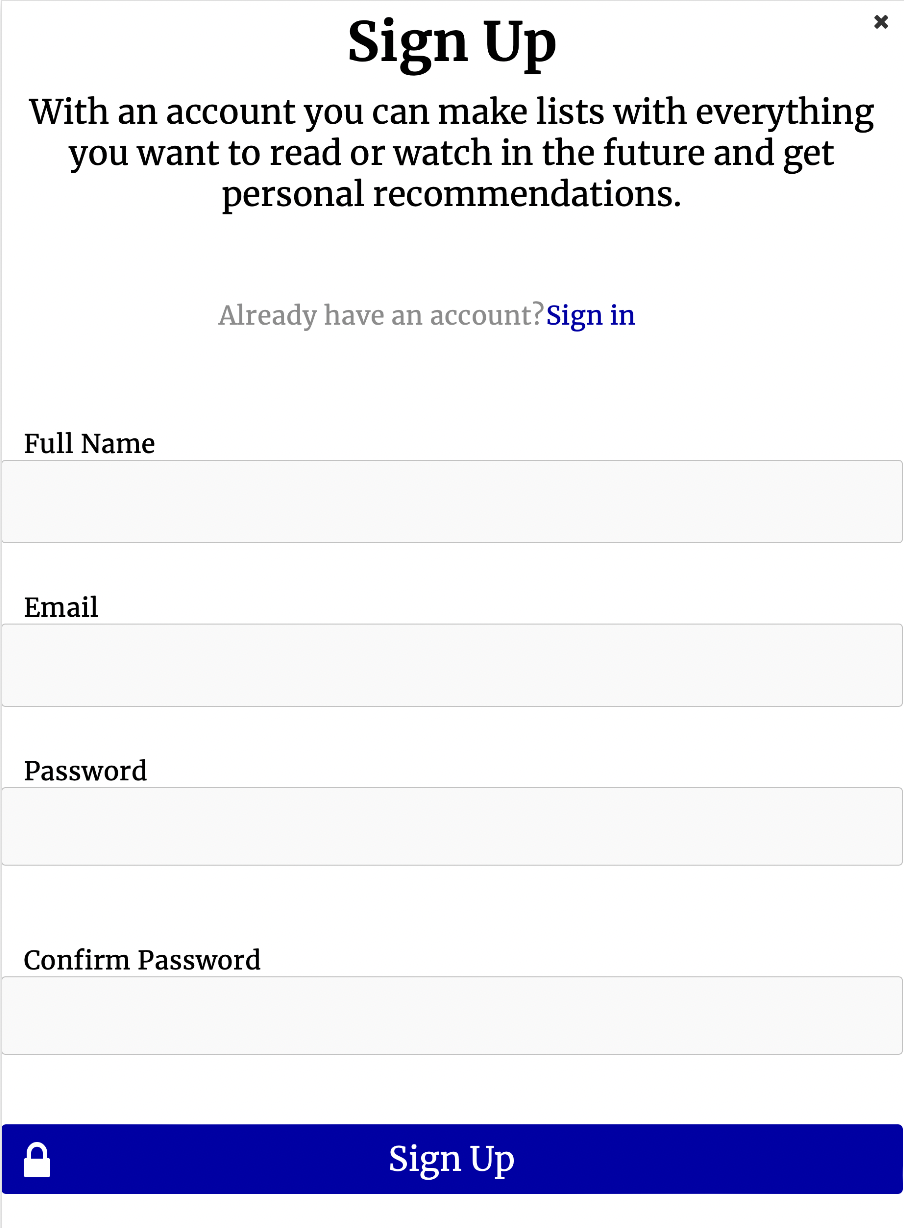 Sign Up
With an account you can make lists with everything
you want to read or watch in the future and get
personal recommendations.
Already have an account?Sign in
Full Name
Email
Password
Confirm Password
Sign Up